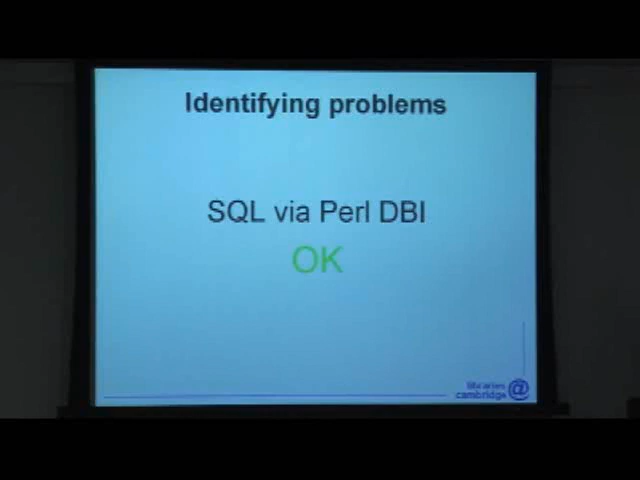 Identifying problems
SQL via Perl DBI
OK
libraries
cambridge @